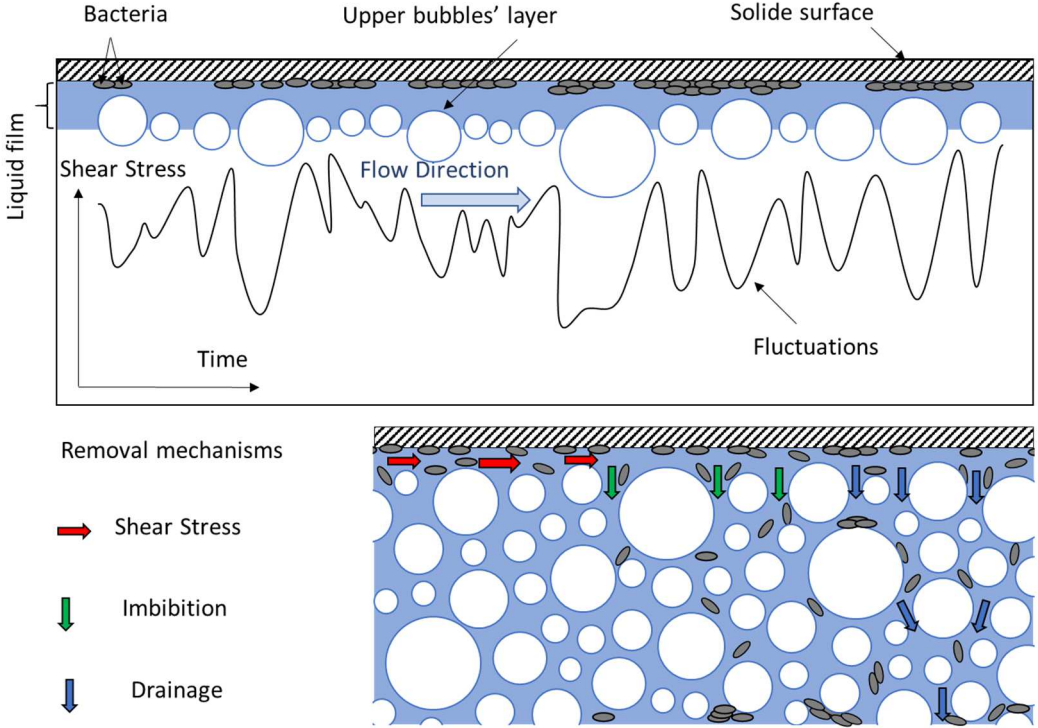 Bacteria
Upper bubbles' layer
Solide surface
Liquid film
Shear Stress
Flow Direction
Time
Fluctuations
Removal mechanisms
Shear Stress
Imbibition
Drainage